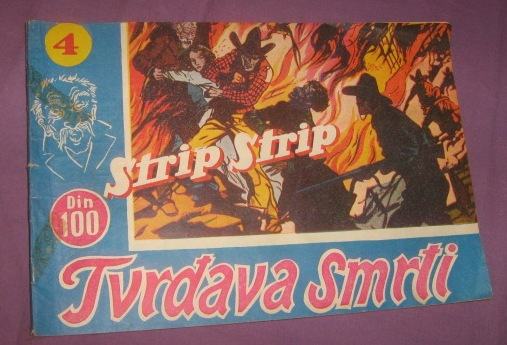 4
Strip Strip
Din
100
Tvrđava smrti